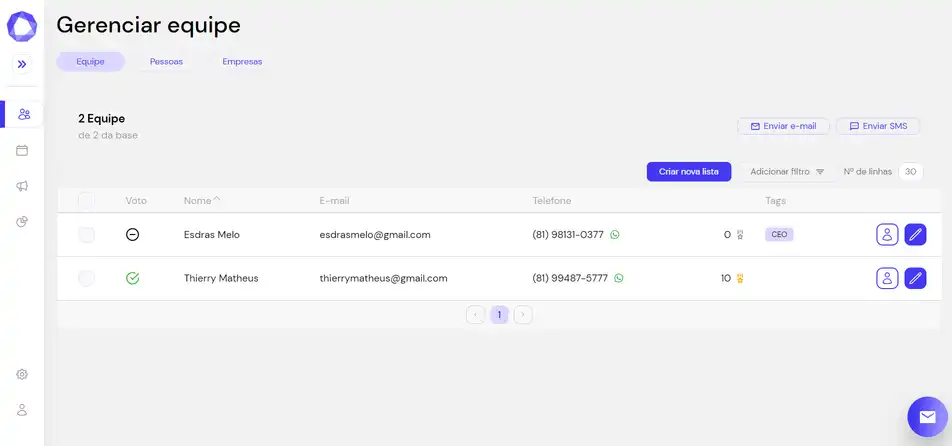 Gerenciar equipe
Equipe Pessoas Empresas
2 Equipe
de 2 da base
Enviar e-mail Enviar SMS
Criar nova lista Adicionar filtro Nº de linhas 30
Voto Nome E-mail Telefone Tags
Esdras Melo esdrasmelo@gmail.com (81) 98131-0377 0 CEO
Thierry Matheus thierrymatheus@gmail.com (81) 99487-5777 10
1